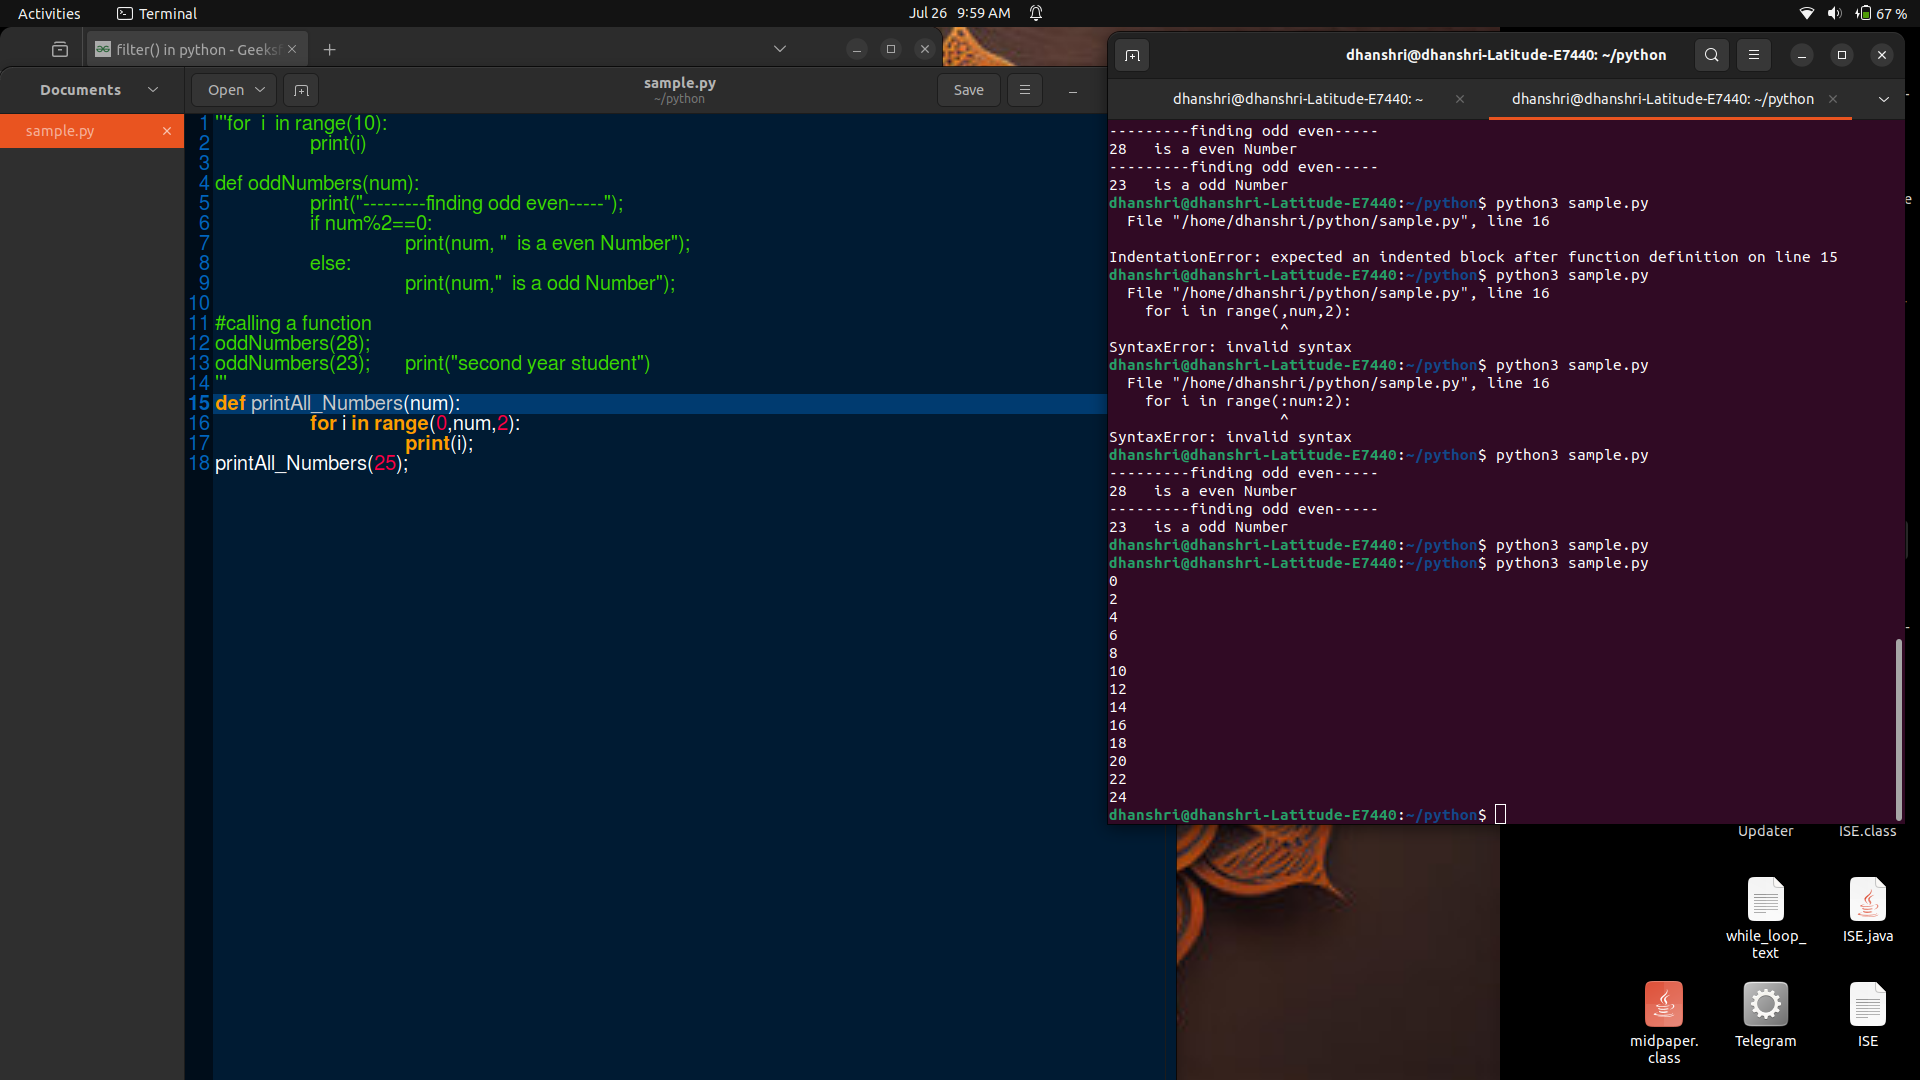 Activities
Terminal
Jul 26 9:59 AM
67 %
filter() in python - Geeks
Documents
Open
sample.py
~/python
Save
sample.py
1 '''for  i  in range(10):
2 print(i)
3
4 def oddNumbers(num):
5 print("---------finding odd even-----");
6 if num%2==0:
7 print(num, "  is a even Number");
8 else:
9 print(num,"  is a odd Number");
10
11 #calling a function
12 oddNumbers(28);
13 oddNumbers(23);      print("second year student")
14 '''
15 def printAll_Numbers(num):
16 for i in range(0,num,2):
17 print(i);
18 printAll_Numbers(25);
dhanshri@dhanshri-Latitude-E7440: ~/python
dhanshri@dhanshri-Latitude-E7440: ~
dhanshri@dhanshri-Latitude-E7440: ~/python
---------finding odd even-----
28   is a even Number
---------finding odd even-----
23   is a odd Number
dhanshri@dhanshri-Latitude-E7440:~/python$ python3 sample.py
  File "/home/dhanshri/python/sample.py", line 16
IndentationError: expected an indented block after function definition on line 15
dhanshri@dhanshri-Latitude-E7440:~/python$ python3 sample.py
  File "/home/dhanshri/python/sample.py", line 16
    for i in range(,num,2):
                   ^
SyntaxError: invalid syntax
dhanshri@dhanshri-Latitude-E7440:~/python$ python3 sample.py
  File "/home/dhanshri/python/sample.py", line 16
    for i in range(:num:2):
                   ^
SyntaxError: invalid syntax
dhanshri@dhanshri-Latitude-E7440:~/python$ python3 sample.py
---------finding odd even-----
28   is a even Number
---------finding odd even-----
23   is a odd Number
dhanshri@dhanshri-Latitude-E7440:~/python$ python3 sample.py
dhanshri@dhanshri-Latitude-E7440:~/python$ python3 sample.py
0
2
4
6
8
10
12
14
16
18
20
22
24
dhanshri@dhanshri-Latitude-E7440:~/python$
Updater
ISE.class
while_loop_
text
ISE.java
midpaper.
class
Telegram
ISE